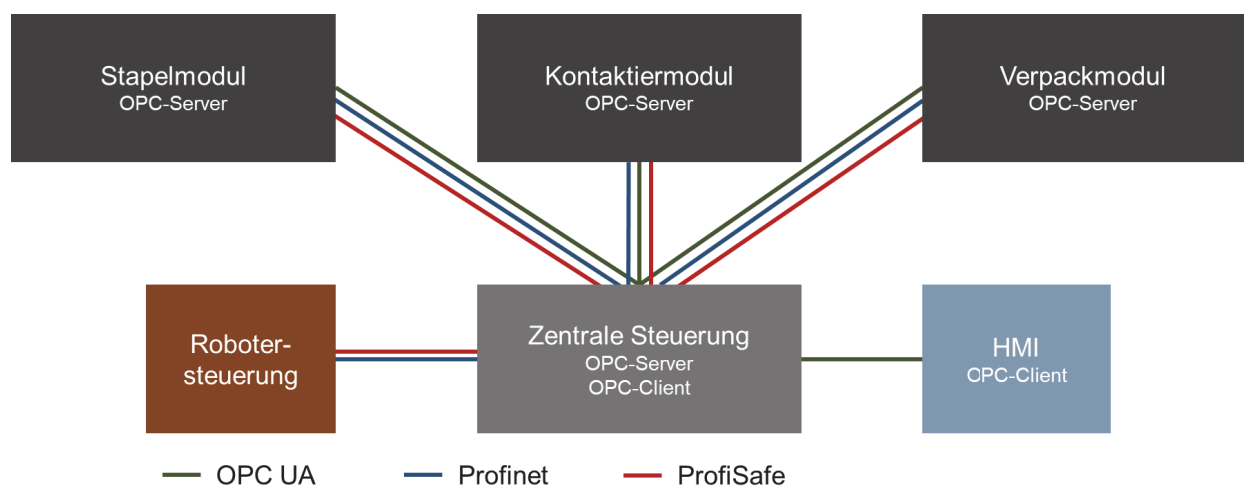 Stapelmodul
OPC-Server
Kontaktiermodul
OPC-Server
Verpackmodul
OPC-Server
Roboter-
steuerung
Zentrale Steuerung
OPC-Server
OPC-Client
HMI
OPC-Client
OPC UA
Profinet
ProfiSafe